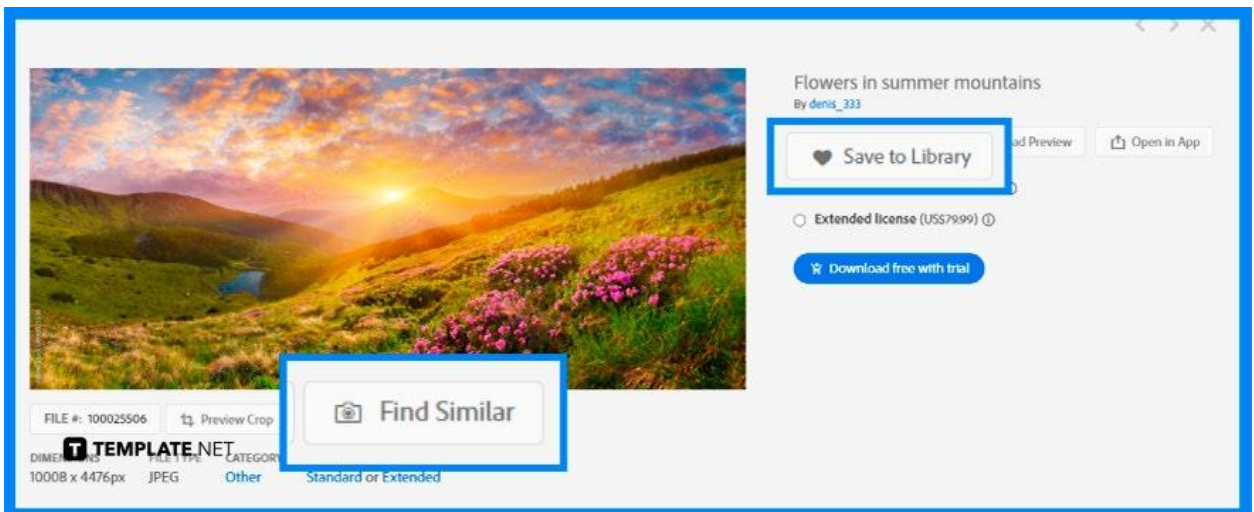 Flowers in summer mountains
By denis_333
Save to Library
ad Preview
Open in App
Extended license (US$79.99)
Download free with trial
Find Similar
FILE #: 100025506
Preview Crop
TEMPLATE.NET
DIMENSIONS FILE TYPE CATEGORY
10008 x 4476px JPEG Other Standard or Extended